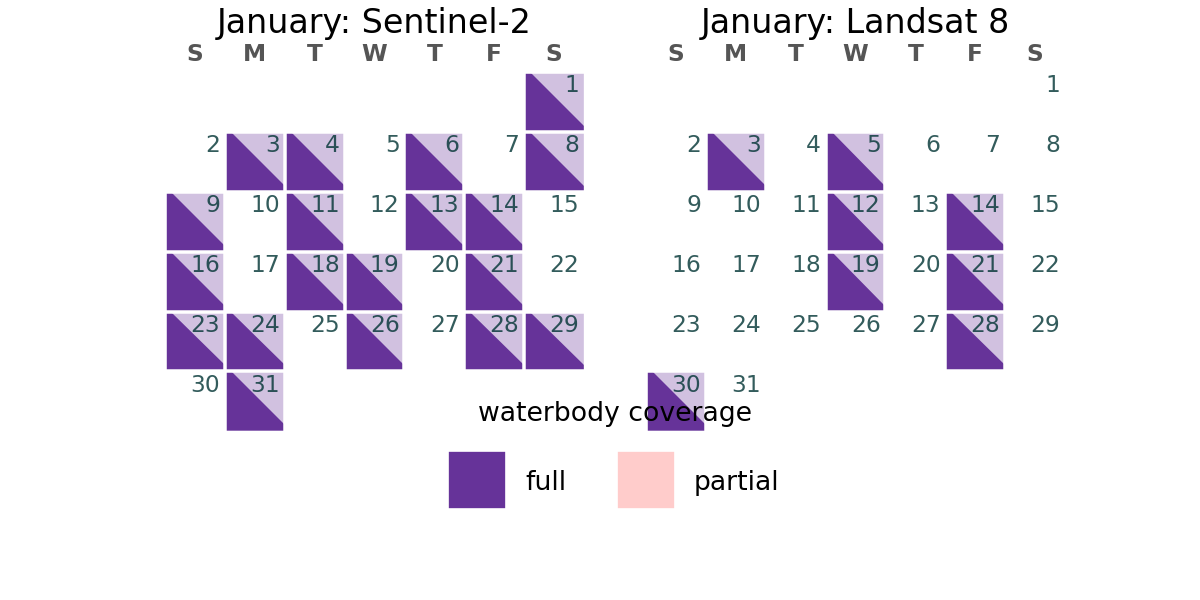 January: Sentinel-2
S M T W T F S
1
2 3 4 5 6 7 8
9 10 11 12 13 14 15
16 17 18 19 20 21 22
23 24 25 26 27 28 29
30 31
January: Landsat 8
S M T W T F S
1
2 3 4 5 6 7 8
9 10 11 12 13 14 15
16 17 18 19 20 21 22
23 24 25 26 27 28 29
30 31
waterbody coverage
full partial